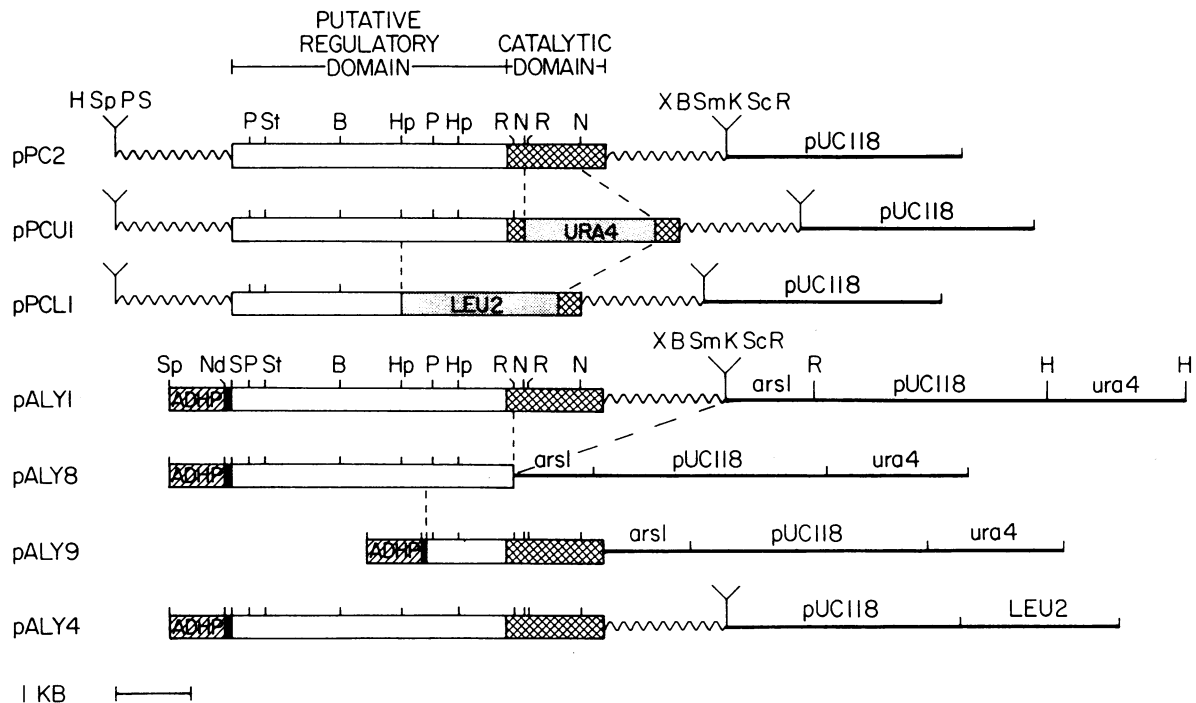 PUTATIVE
REGULATORY CATALYTIC
DOMAIN DOMAIN
H Sp P S
X B Sm K Sc R
P St B Hp P Hp R N R N
pPC2
pUC118
pPCU1
URA4
pUC118
pPCL1
LEU2
pUC118
X B Sm K Sc R
Sp Nd S P St B Hp P Hp R N R N
R H H
pALY1
ADHP
ars1 pUC118 ura4
pALY8
ADHP
ars1 pUC118 ura4
pALY9
ADHP
ars1 pUC118 ura4
pALY4
ADHP
pUC118 LEU2
1 KB